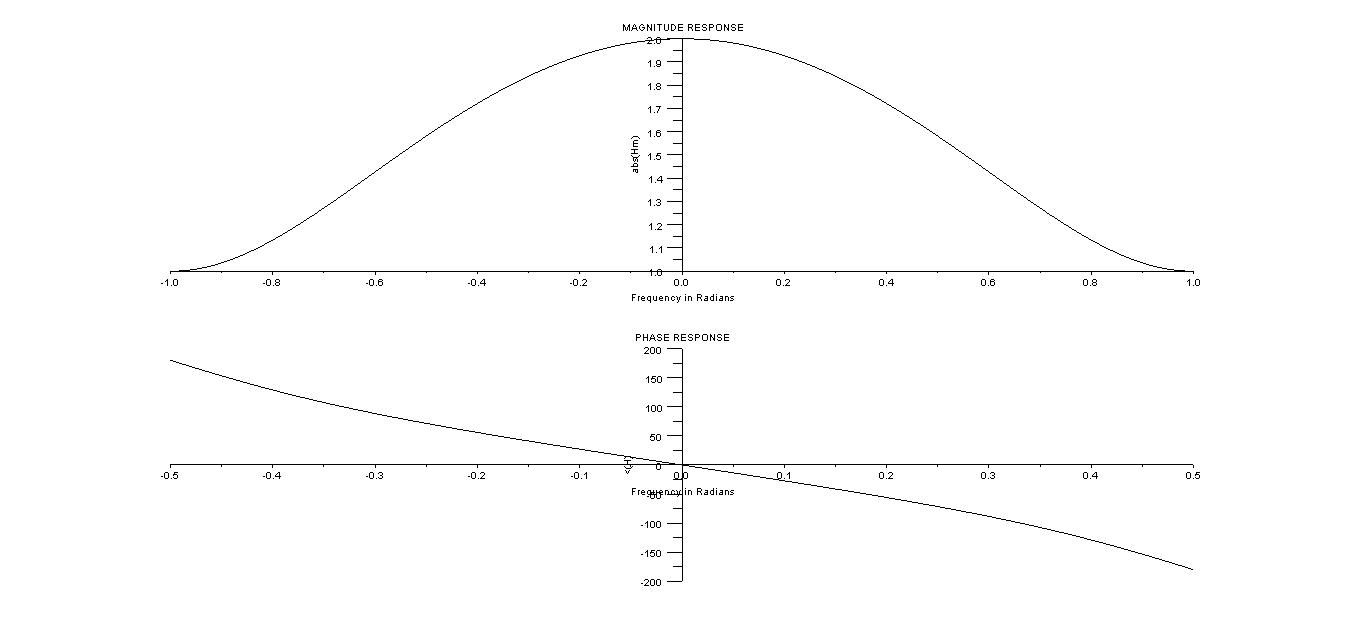 MAGNITUDE RESPONSE
2.0
1.9
1.8
1.7
1.6
1.5
1.4
1.3
1.2
1.1
1.0
abs(Hm)
-1.0 -0.8 -0.6 -0.4 -0.2 0.0 0.2 0.4 0.6 0.8 1.0
Frequency in Radians
PHASE RESPONSE
200
150
100
50
0
<(H)
-0.5 -0.4 -0.3 -0.2 -0.1 0.0 0.1 0.2 0.3 0.4 0.5
Frequency in Radians
-50
-100
-150
-200